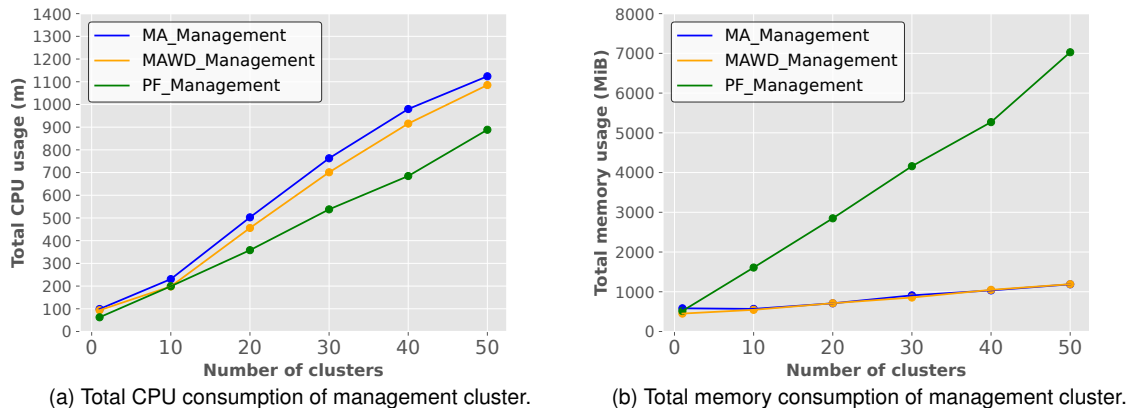 1400
1300
1200
1100
1000
900
800
700
600
500
400
300
200
100
0
Total CPU usage (m)
MA_Management
MAWD_Management
PF_Management
0 10 20 30 40 50
Number of clusters
(a) Total CPU consumption of management cluster.
8000
7000
6000
5000
4000
3000
2000
1000
0
Total memory usage (MiB)
MA_Management
MAWD_Management
PF_Management
0 10 20 30 40 50
Number of clusters
(b) Total memory consumption of management cluster.